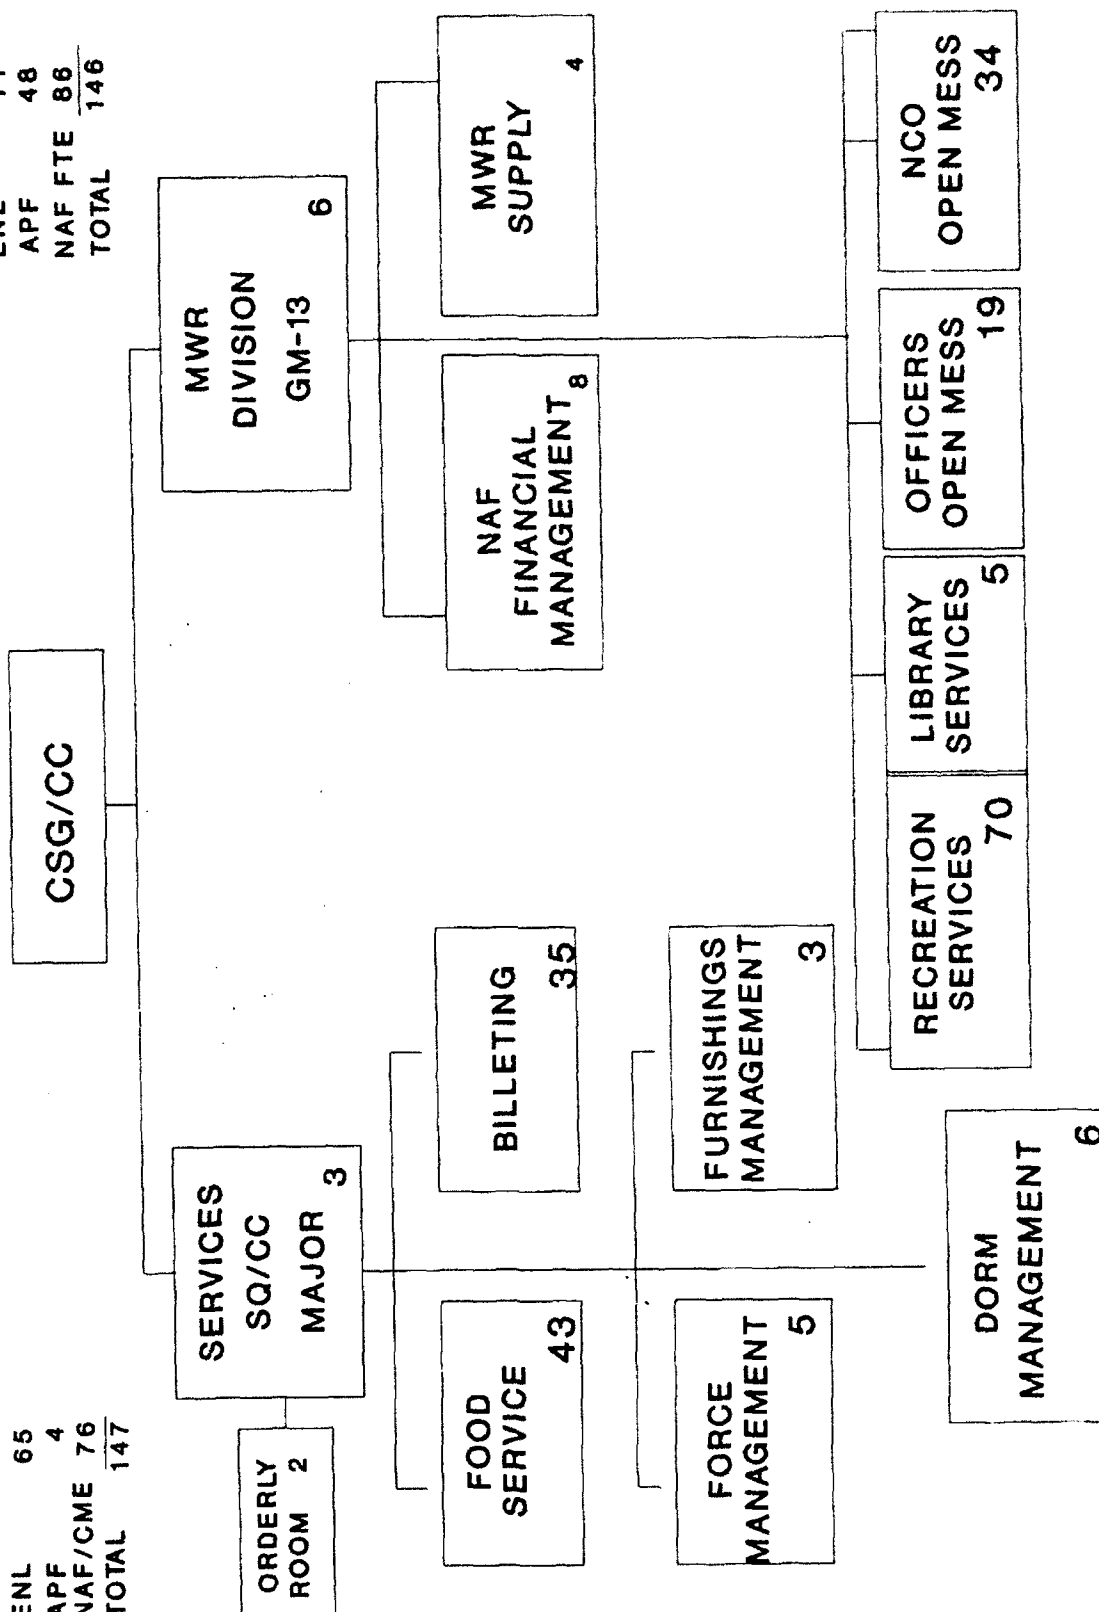 ENL 65
APF 4
NAF/CME 76
TOTAL 147
APF 48
NAF FTE 86
TOTAL 146
CSG/CC
SERVICES
SQ/CC
MAJOR
3
MWR
DIVISION
GM-13
6
ORDERLY
ROOM 2
FOOD
SERVICE
43
BILLETING
35
NAF
FINANCIAL
MANAGEMENT
8
MWR
SUPPLY
4
FORCE
MANAGEMENT
5
FURNISHINGS
MANAGEMENT
3
DORM
MANAGEMENT
6
RECREATION
SERVICES
70
LIBRARY
SERVICES
5
OFFICERS
OPEN MESS
19
NCO
OPEN MESS
34